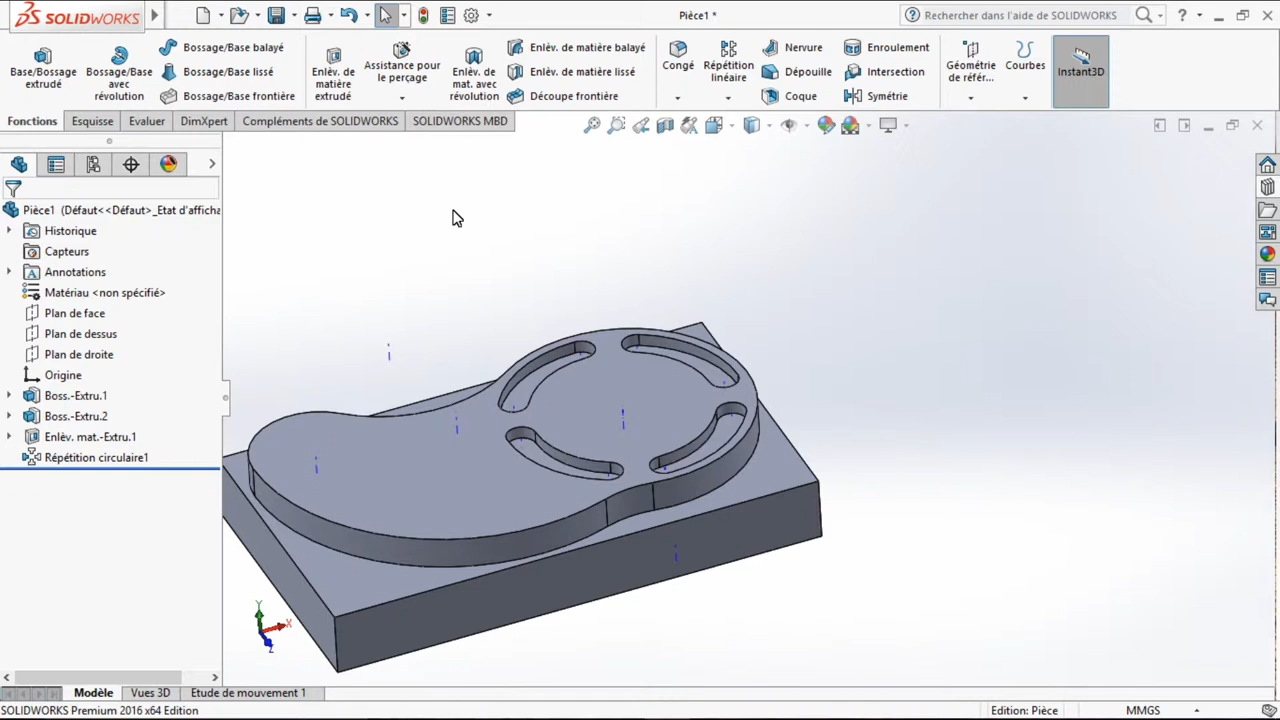 SOLIDWORKS
Pièce1 *
Rechercher dans l'aide de SOLIDWORKS
Base/Bossage
extrudé
Bossage/Base
avec
révolution
Bossage/Base balayé
Bossage/Base lissé
Bossage/Base frontière
Enlèv. de
matière
extrudé
Assistance pour
le perçage
Enlèv. de
mat. avec
révolution
Enlèv. de matière balayé
Enlèv. de matière lissé
Découpe frontière
Congé
Répétition
linéaire
Nervure
Dépouille
Coque
Enroulement
Intersection
Symétrie
Géométrie
de référ...
Courbes
Instant3D
Fonctions
Esquisse
Evaluer
DimXpert
Compléments de SOLIDWORKS
SOLIDWORKS MBD
Pièce1 (Défaut<<Défaut>_Etat d'afficha
Historique
Capteurs
Annotations
Matériau <non spécifié>
Plan de face
Plan de dessus
Plan de droite
Origine
Boss.-Extru.1
Boss.-Extru.2
Enlèv. mat.-Extru.1
Répétition circulaire1
Y
X
Z
Modèle
Vues 3D
Etude de mouvement 1
SOLIDWORKS Premium 2016 x64 Edition
Edition: Pièce
MMGS